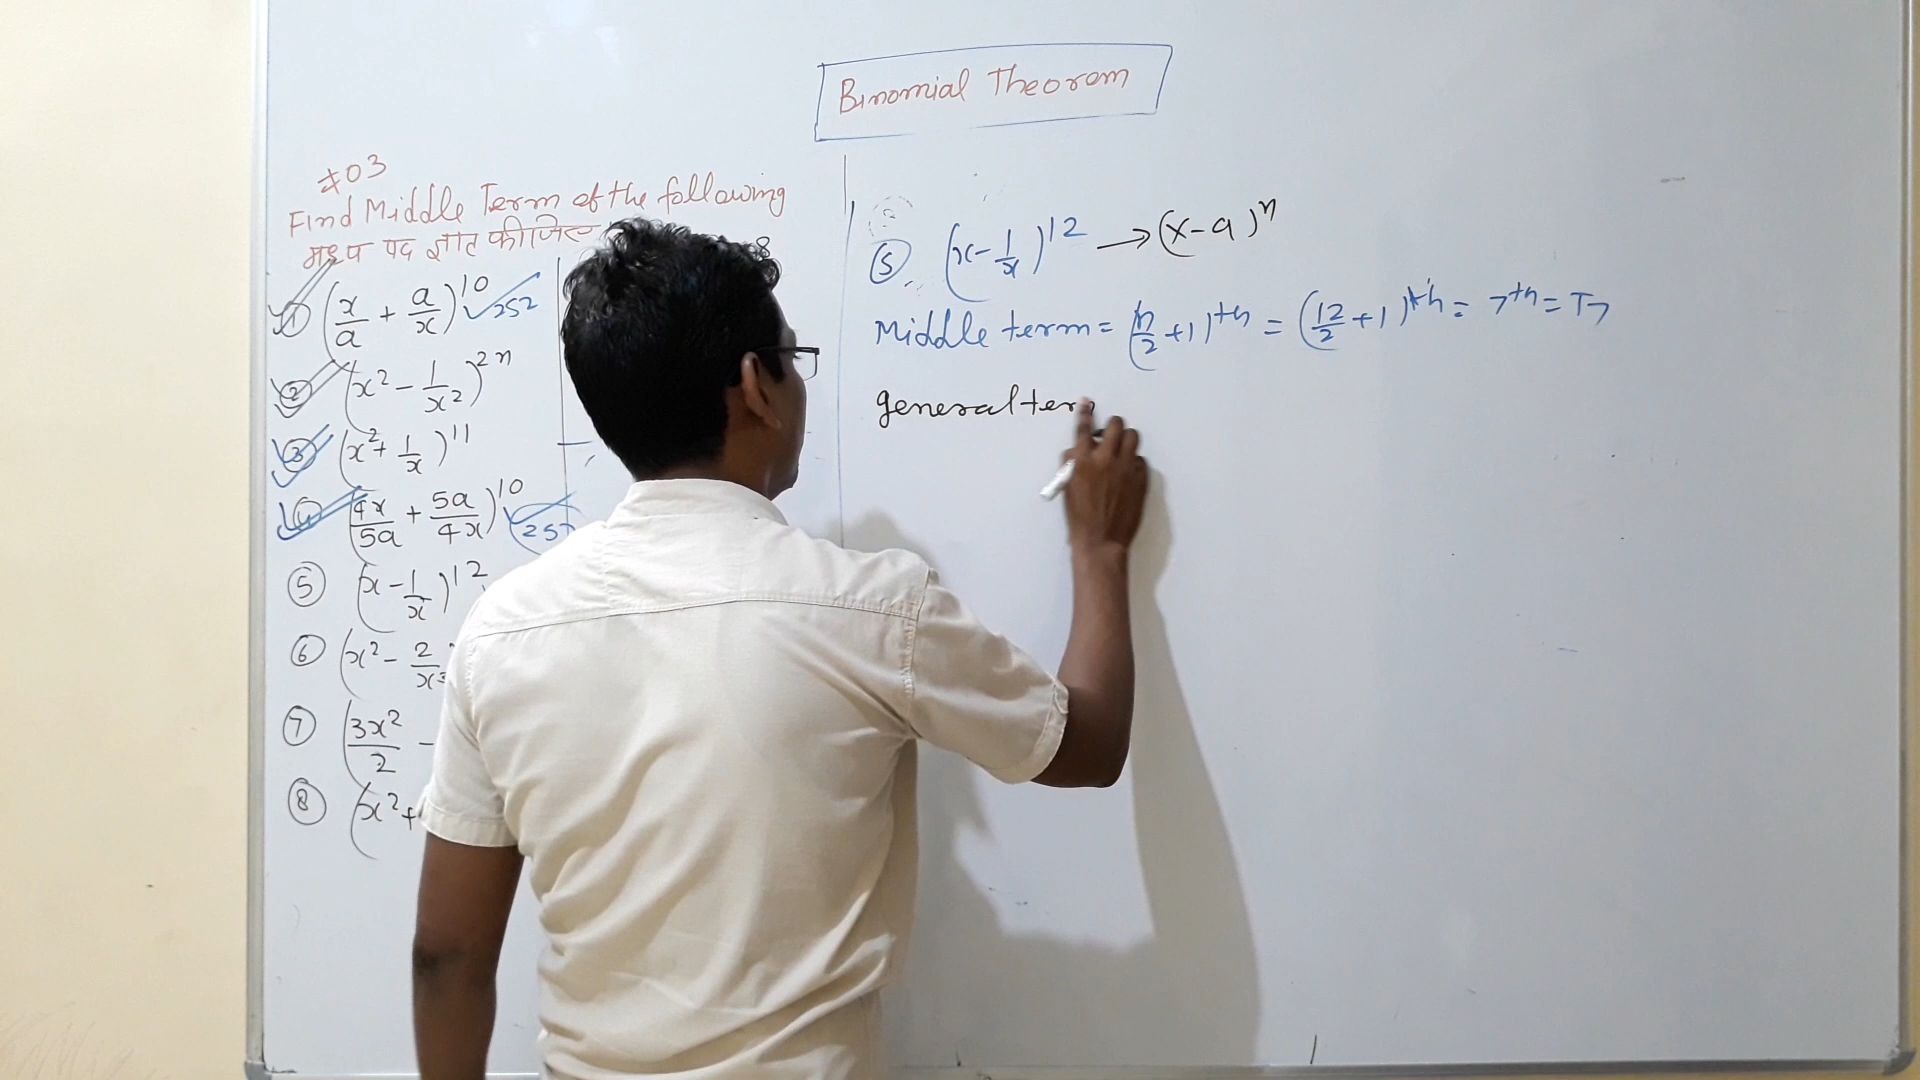 Binomial Theorem
#03
Find Middle Term of the following
मध्य पद ज्ञात कीजिए
8
① (x/a + a/x)^10 252
② (x² - 1/x²)^2n
③ (x² + 1/x)^11
④ (4x/5a + 5a/4x)^10 252
⑤ (x - 1/x)^12
⑥ (x² - 2/x³
⑦ (3x²/2 -
⑧ (x² +
⑤ (x - 1/x)^12 → (x - a)^n
Middle term = (n/2 + 1)^th = (12/2 + 1)^th = 7^th = T7
general ter